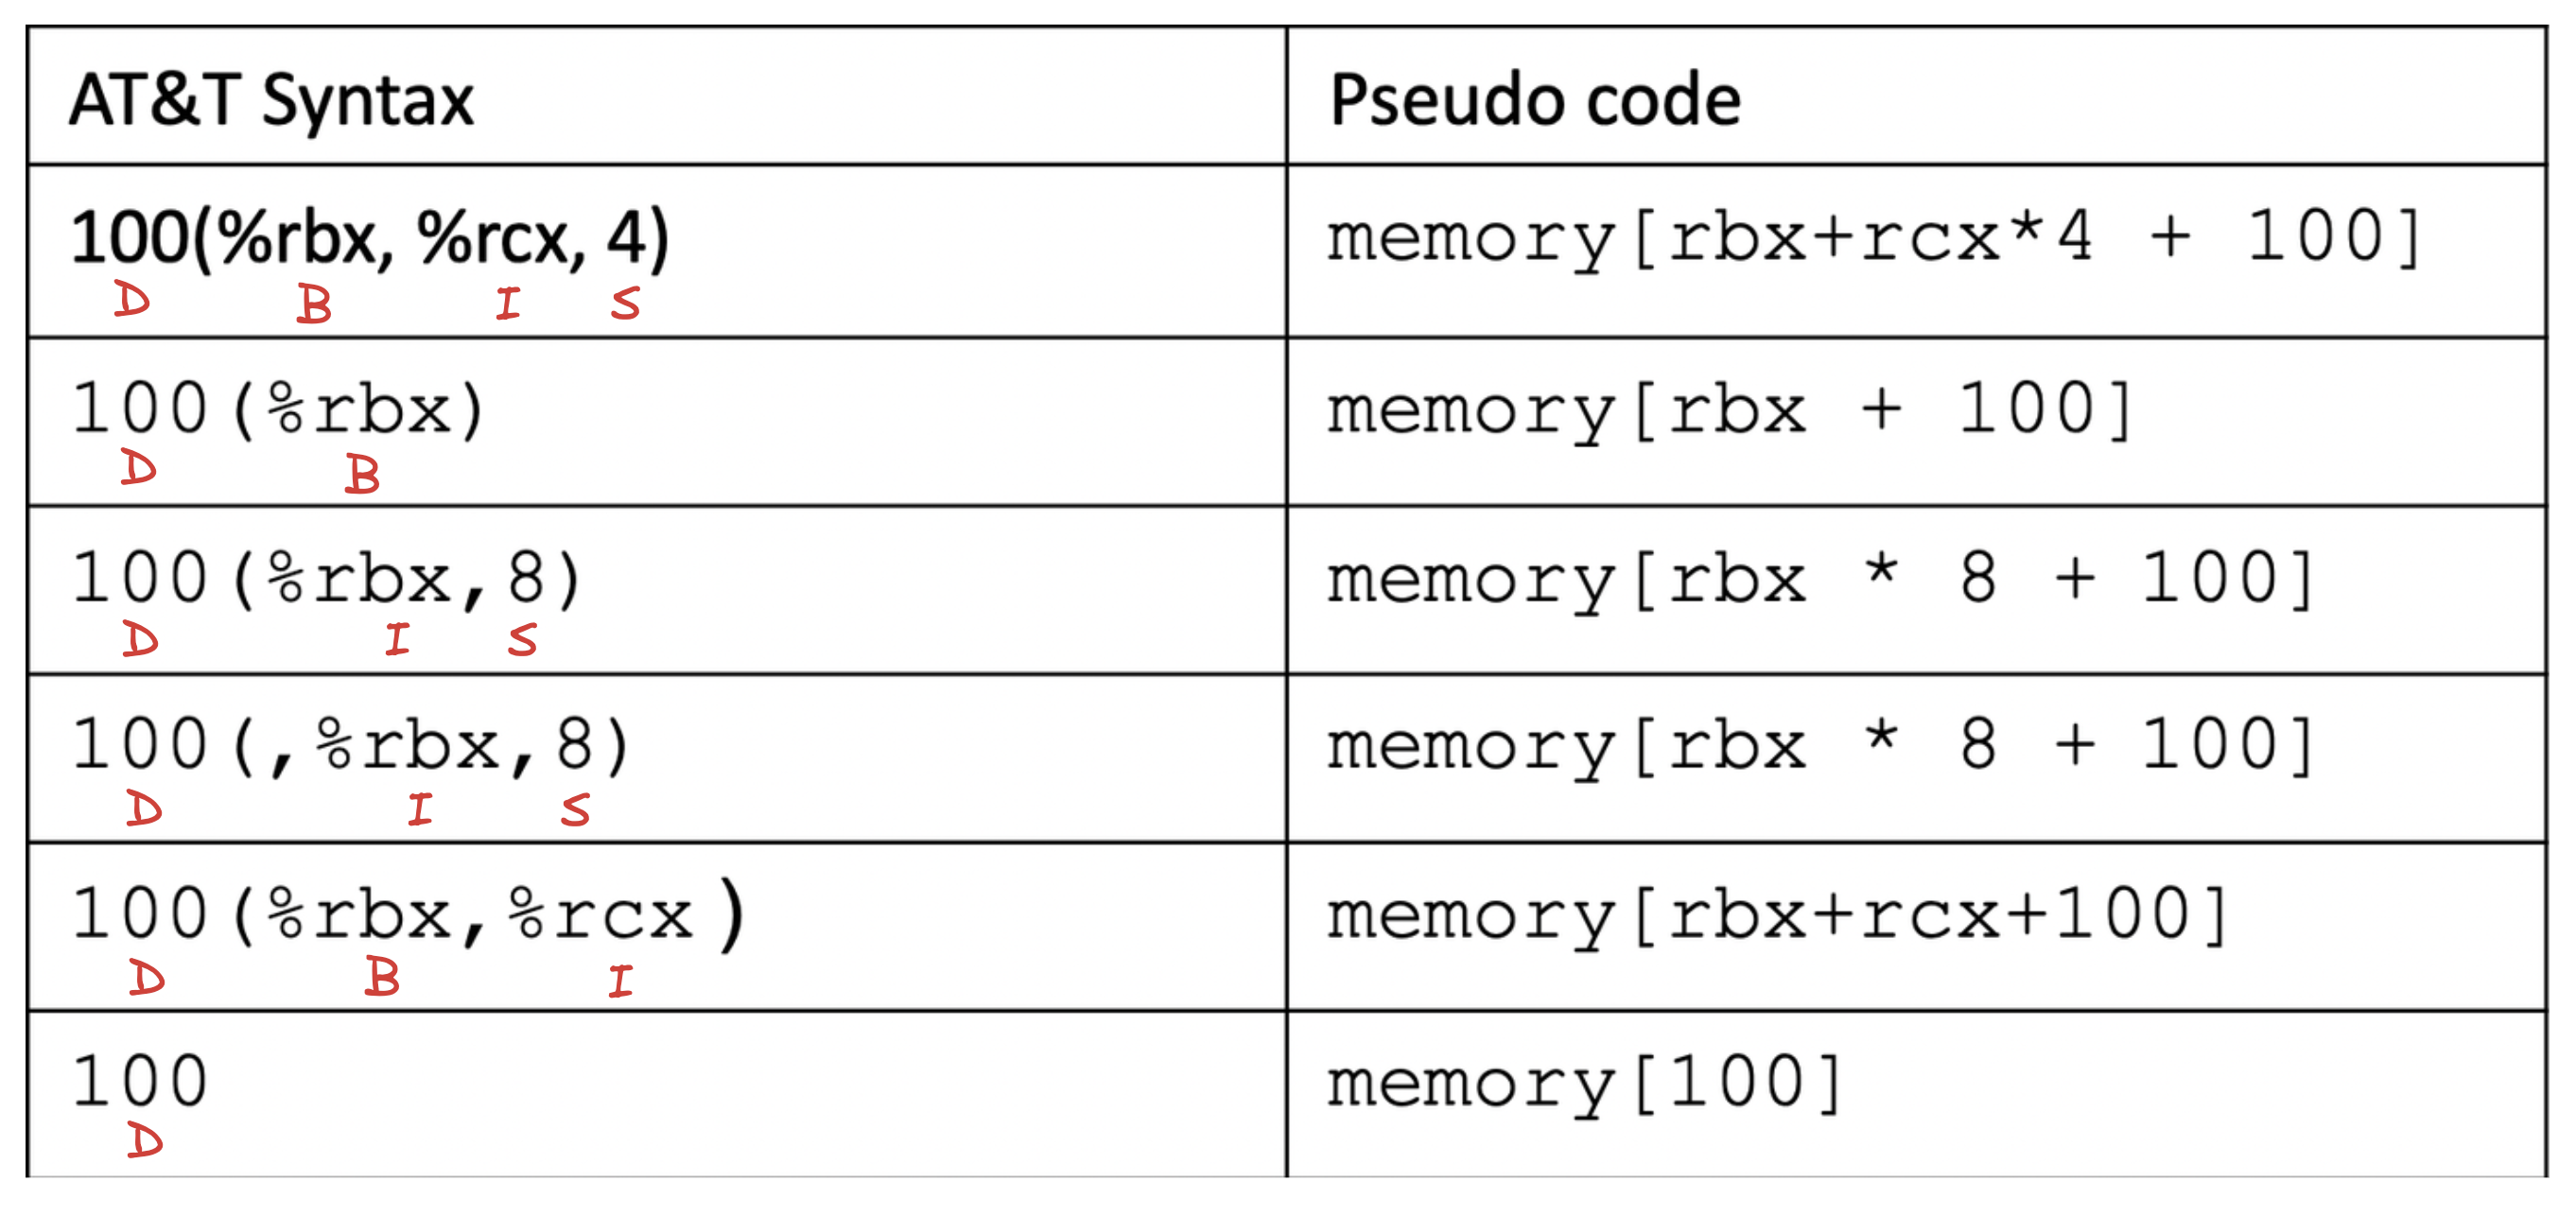 AT&T Syntax Pseudo code
100(%rbx, %rcx, 4) memory[rbx+rcx*4 + 100]
D B I S
100(%rbx) memory[rbx + 100]
D B
100(%rbx,8) memory[rbx * 8 + 100]
D I S
100(,%rbx,8) memory[rbx * 8 + 100]
D I S
100(%rbx,%rcx) memory[rbx+rcx+100]
D B I
100 memory[100]
D